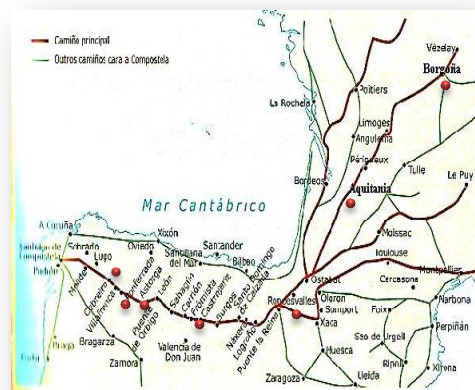 Camiño principal
Outros camiños cara a Compostela
Vézelay
Borgoña
Poitiers
La Rochela
Limoges
Angulema
Périgueux
Tulle
Le Puy
Bordeos
Aquitania
Mar Cantábrico
Moissac
A Coruña
Xixón
Santander
Toulouse
Santiago de
Compostela
Sobrado
Lugo
Oviedo
Santillana
del Mar
Bilbao
Montpellier
Padrón
Melide
Cebreiro
Villafranca
Ponferrada
Astorga
Puente
de Orbigo
León
Sahagún
Carrión
Frómista
Castrojeriz
Burgos
Santo Domingo
de Calzada
Nájera
Logroño
Puente la Reina
Roncesvalles
Ostabat
Oloron
Somport
Xaca
Carcasona
Narbona
Foix
Perpiñán
Seo de Urgell
Ripoll
Xirona
Braga
Bragarza
Zamora
Valencia de
Don Juan
Huesca
Zaragoza
Lleida